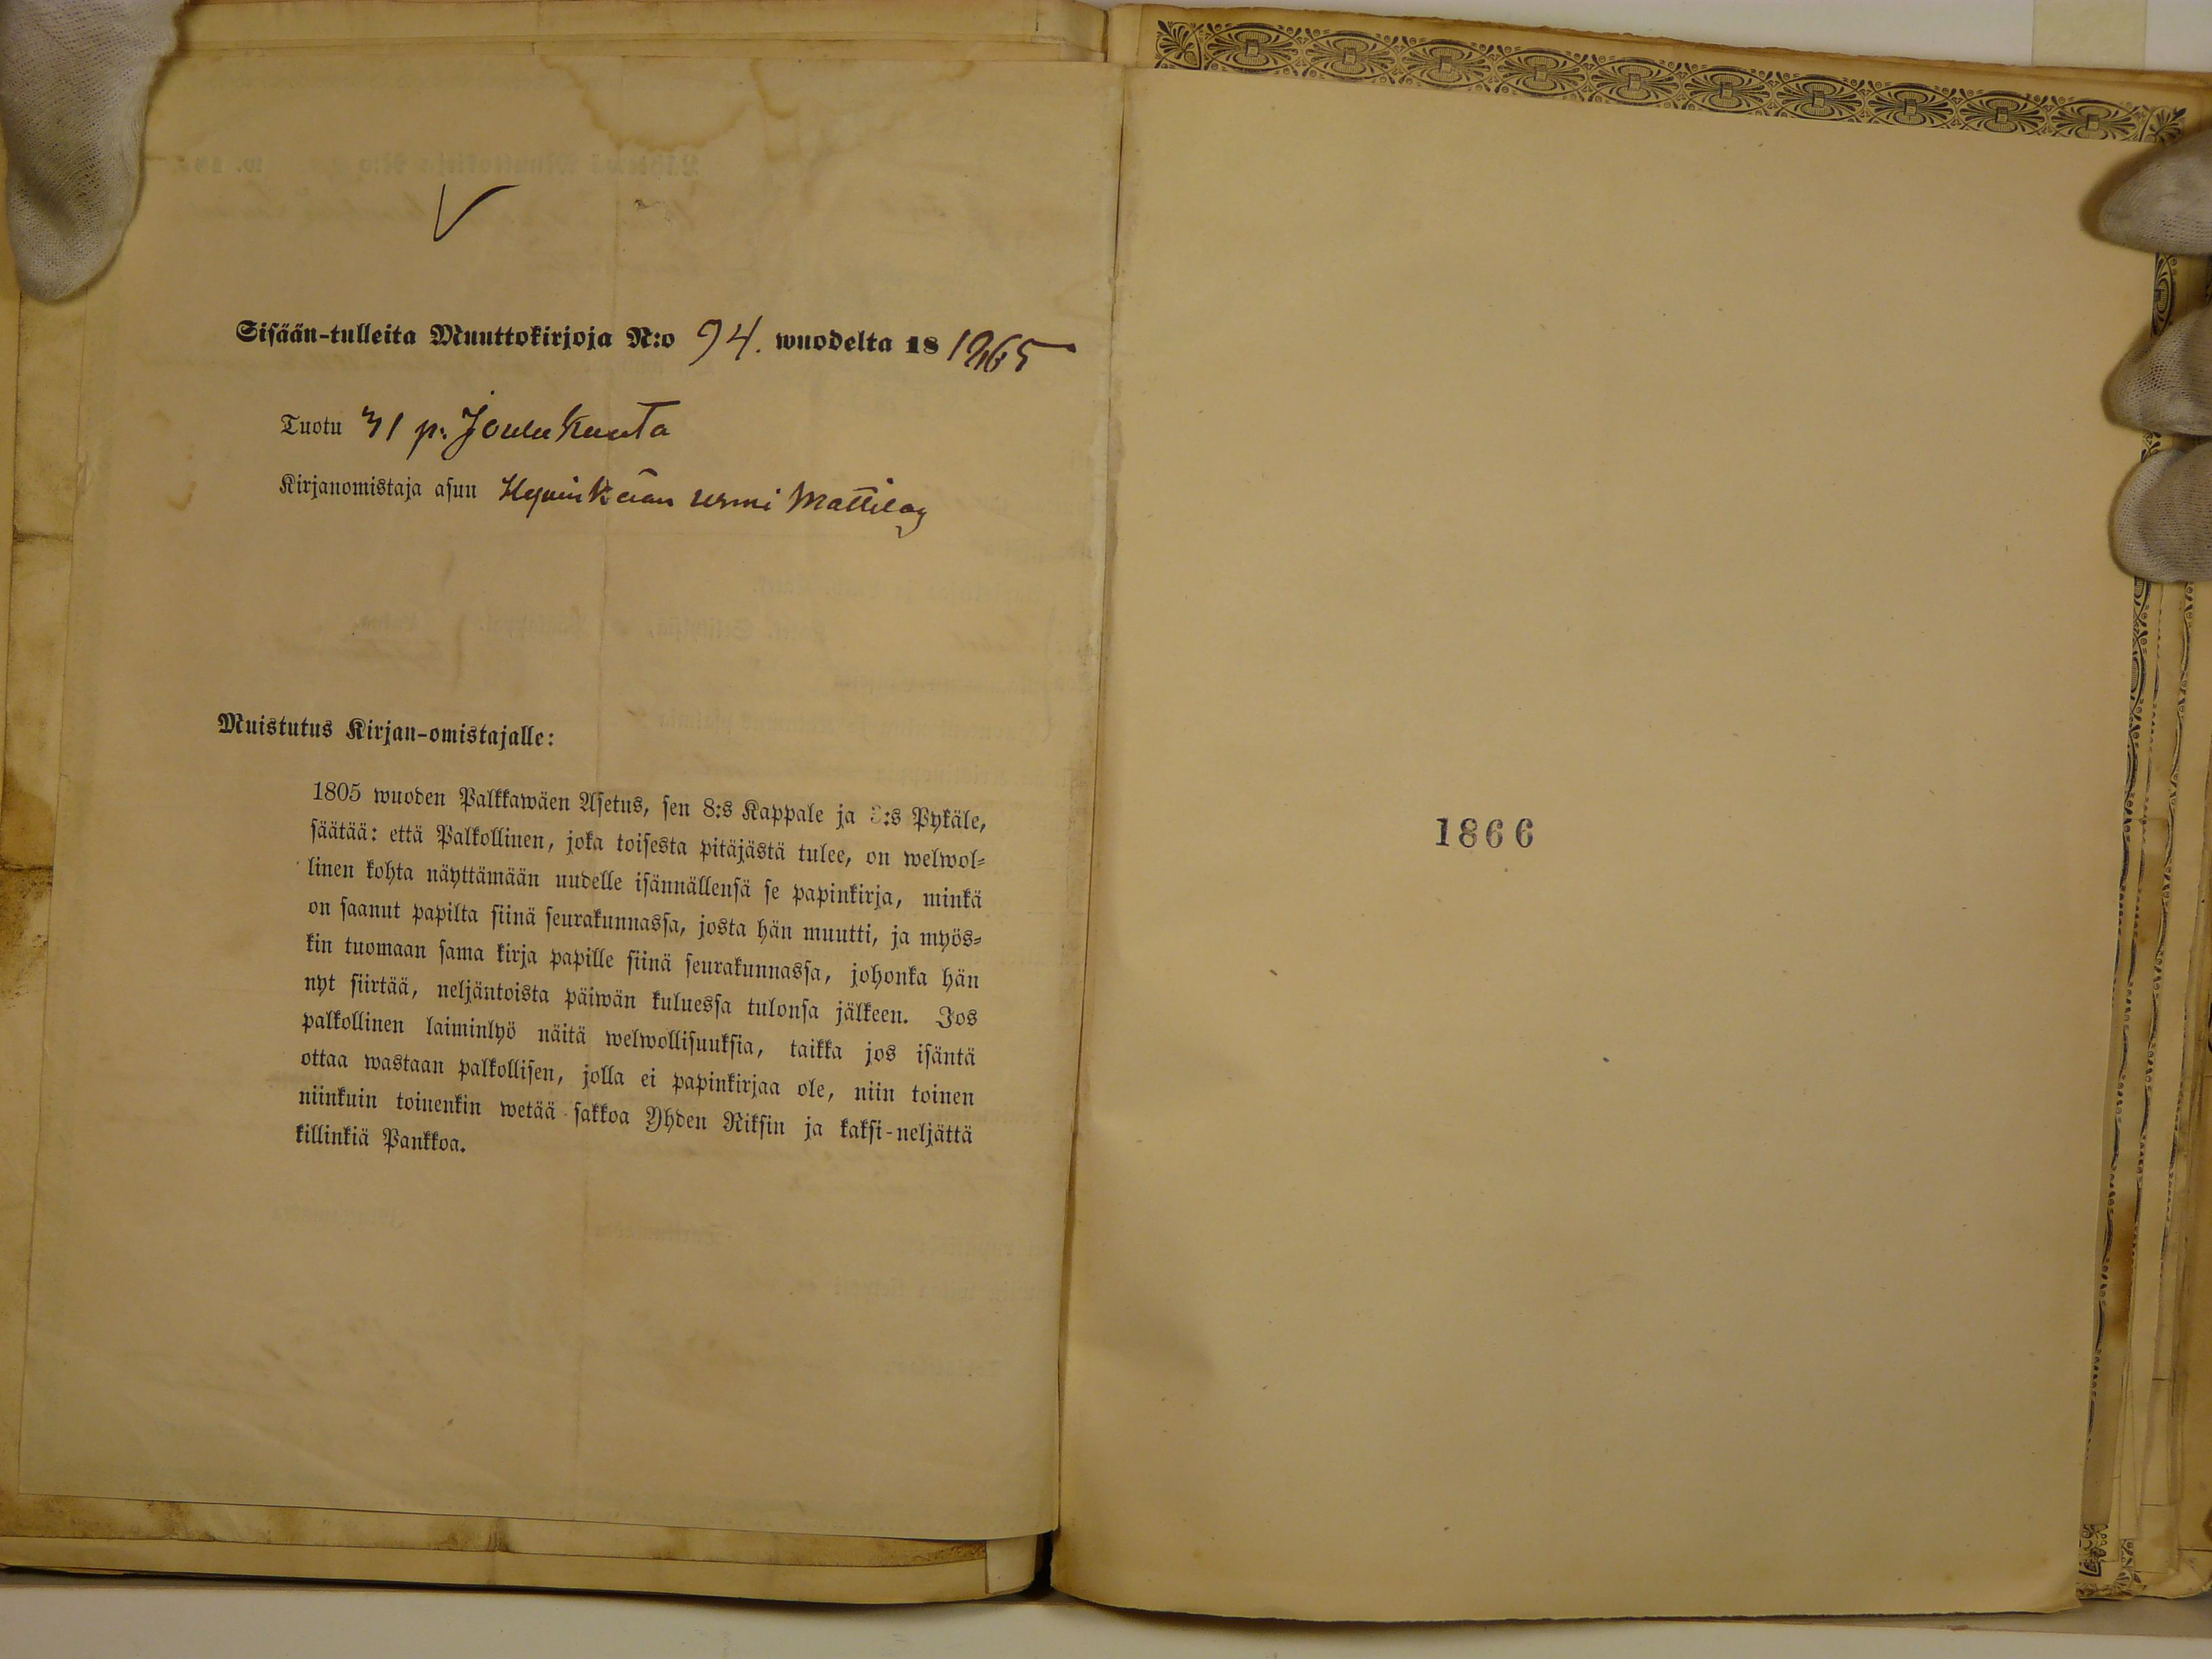 Sisään-tulleita Muuttokirjoja N:o 94. wuodelta 18 1865
Tuotu 31 p. Joulukuuta
Kirjanomistaja asuu Hyvinkään Mattilas
Muistutus Kirjan-omistajalle:
1805 wuoden Palkkawäen Asetus, sen 8:s Kappale ja :s Pykäle,
säätää: että Palkollinen, joka toisesta pitäjästä tulee, on welwol-
linen kohta näyttämään uudelle isännällensä se papinkirja, minkä
on saanut papilta siinä seurakunnassa, josta hän muutti, ja myös-
kin tuomaan sama kirja papille siinä seurakunnassa, johonka hän
nyt siirtää, neljäntoista päiwän kuluessa tulonsa jälkeen. Jos
palkollinen laiminlyö näitä welwollisuuksia, taikka jos isäntä
ottaa wastaan palkollisen, jolla ei papinkirjaa ole, niin toinen
niinkuin toinenkin wetää sakkoa Yhden Riksin ja kaksi-neljättä
killinkiä Pankkoa.
1866